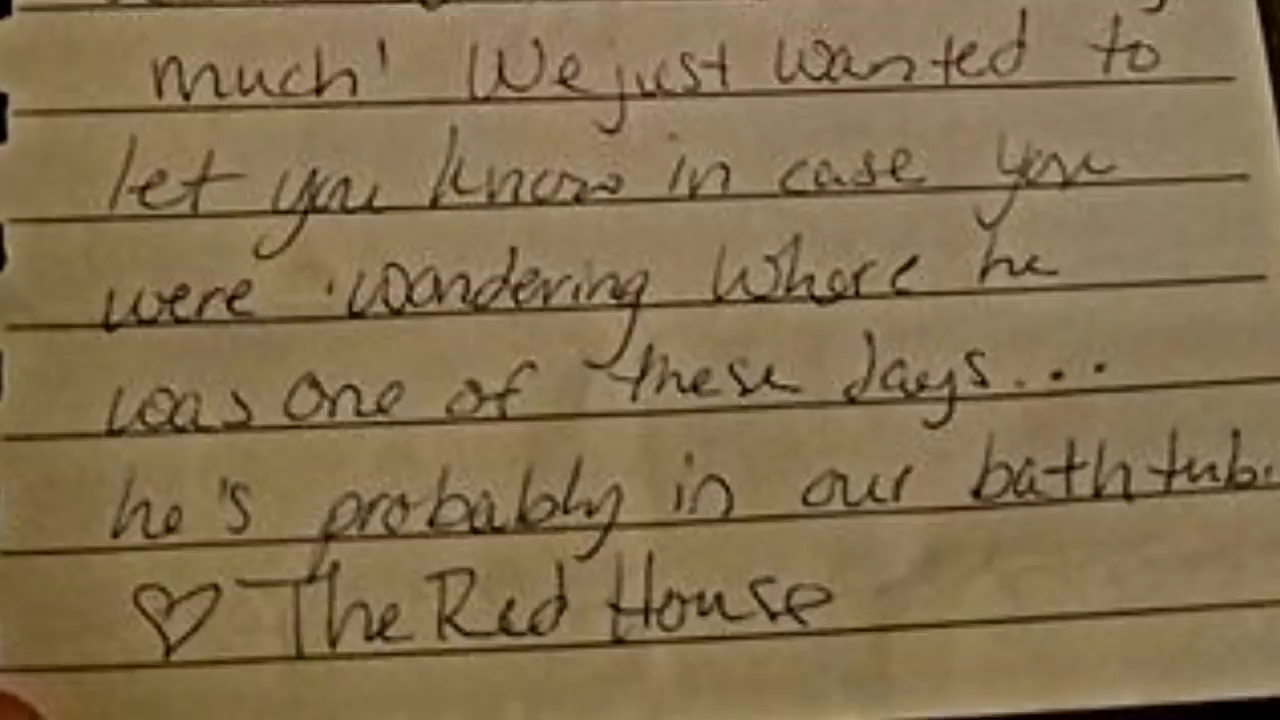 much! We just wanted to
let you know in case you
were wandering where he
was one of these days...
he's probably in our bathtub.
♡ The Red House